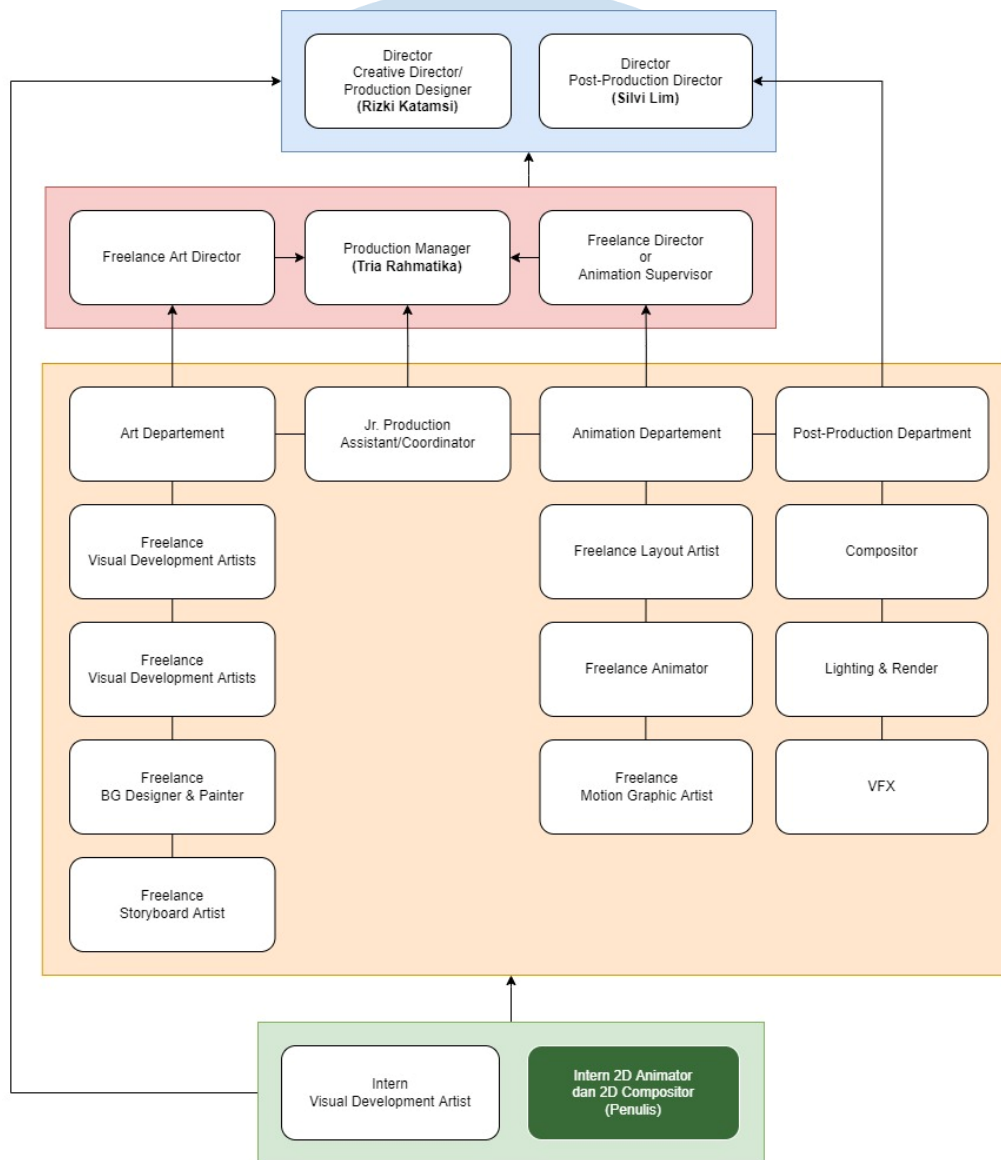 Director
Creative Director/
Production Designer
(Rizki Katamsi)
Director
Post-Production Director
(Silvi Lim)
Freelance Art Director
Production Manager
(Tria Rahmatika)
Freelance Director
or
Animation Supervisor
Art Departement
Jr. Production
Assistant/Coordinator
Animation Departement
Post-Production Department
Freelance
Visual Development Artists
Freelance Layout Artist
Compositor
Freelance
Visual Development Artists
Freelance Animator
Lighting & Render
Freelance
BG Designer & Painter
Freelance
Motion Graphic Artist
VFX
Freelance
Storyboard Artist
Intern
Visual Development Artist
Intern 2D Animator
dan 2D Compositor
(Penulis)